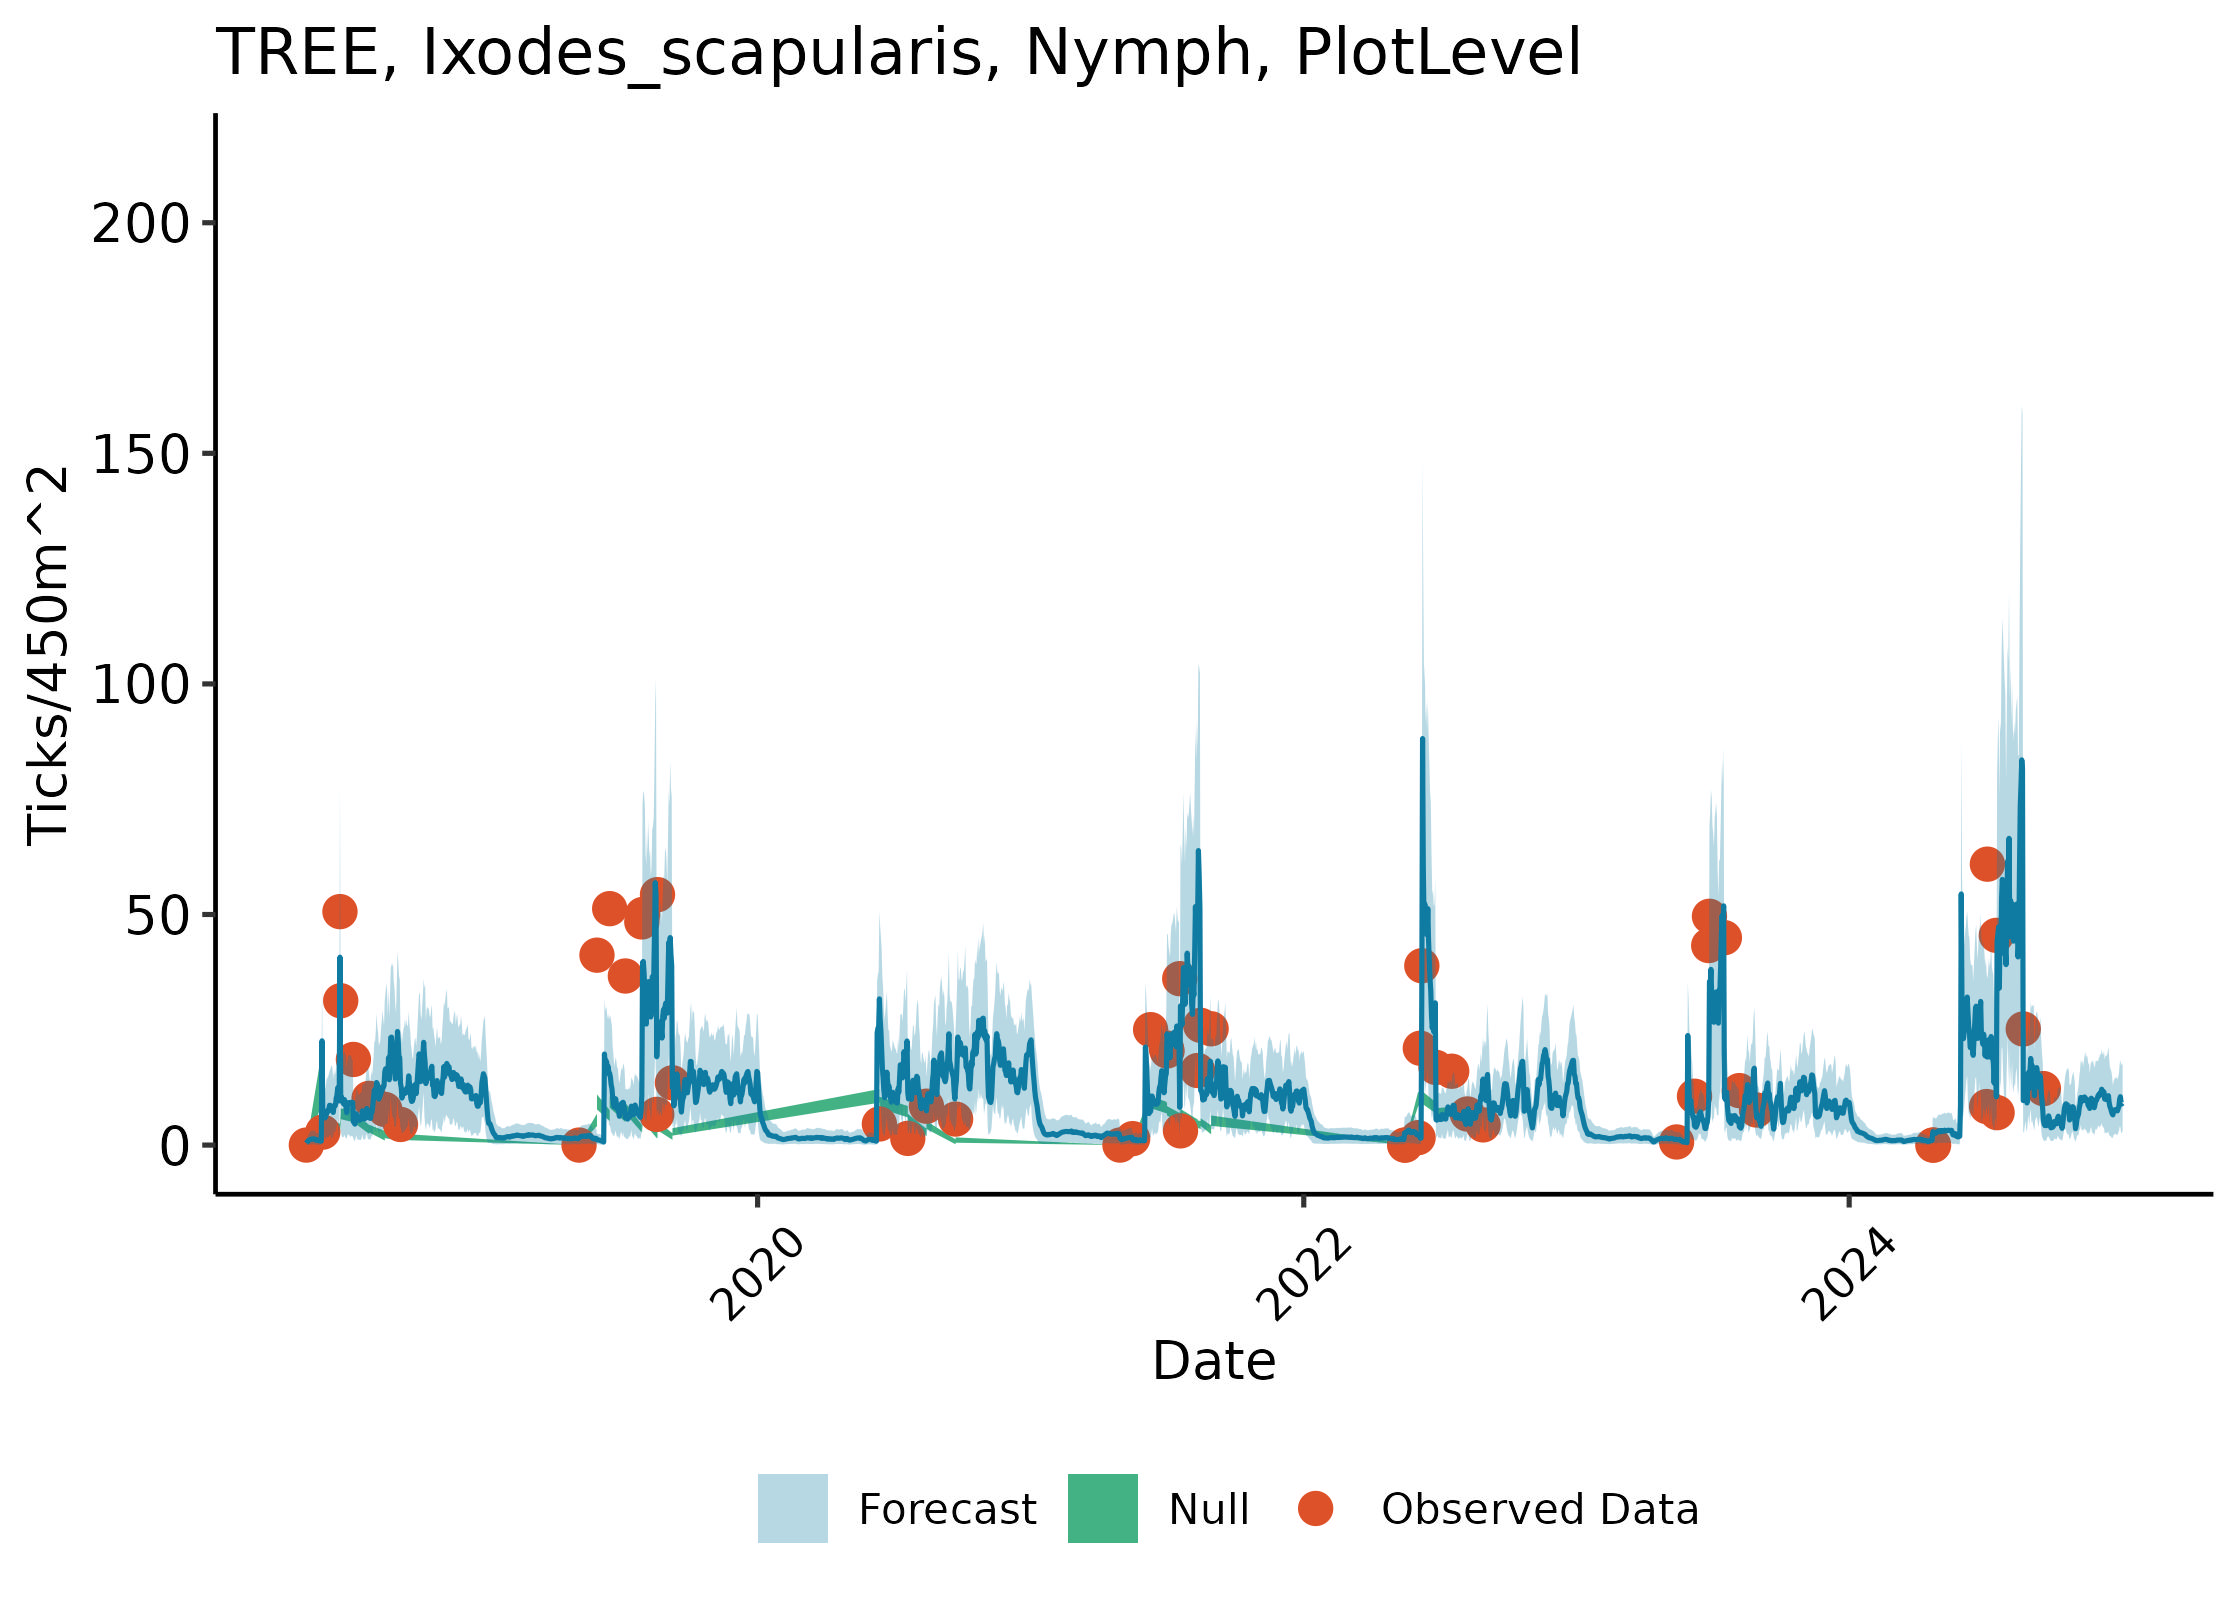 TREE, Ixodes_scapularis, Nymph, PlotLevel
Ticks/450m^2
200
150
100
50
0
2020
2022
2024
Date
Forecast
Null
Observed Data